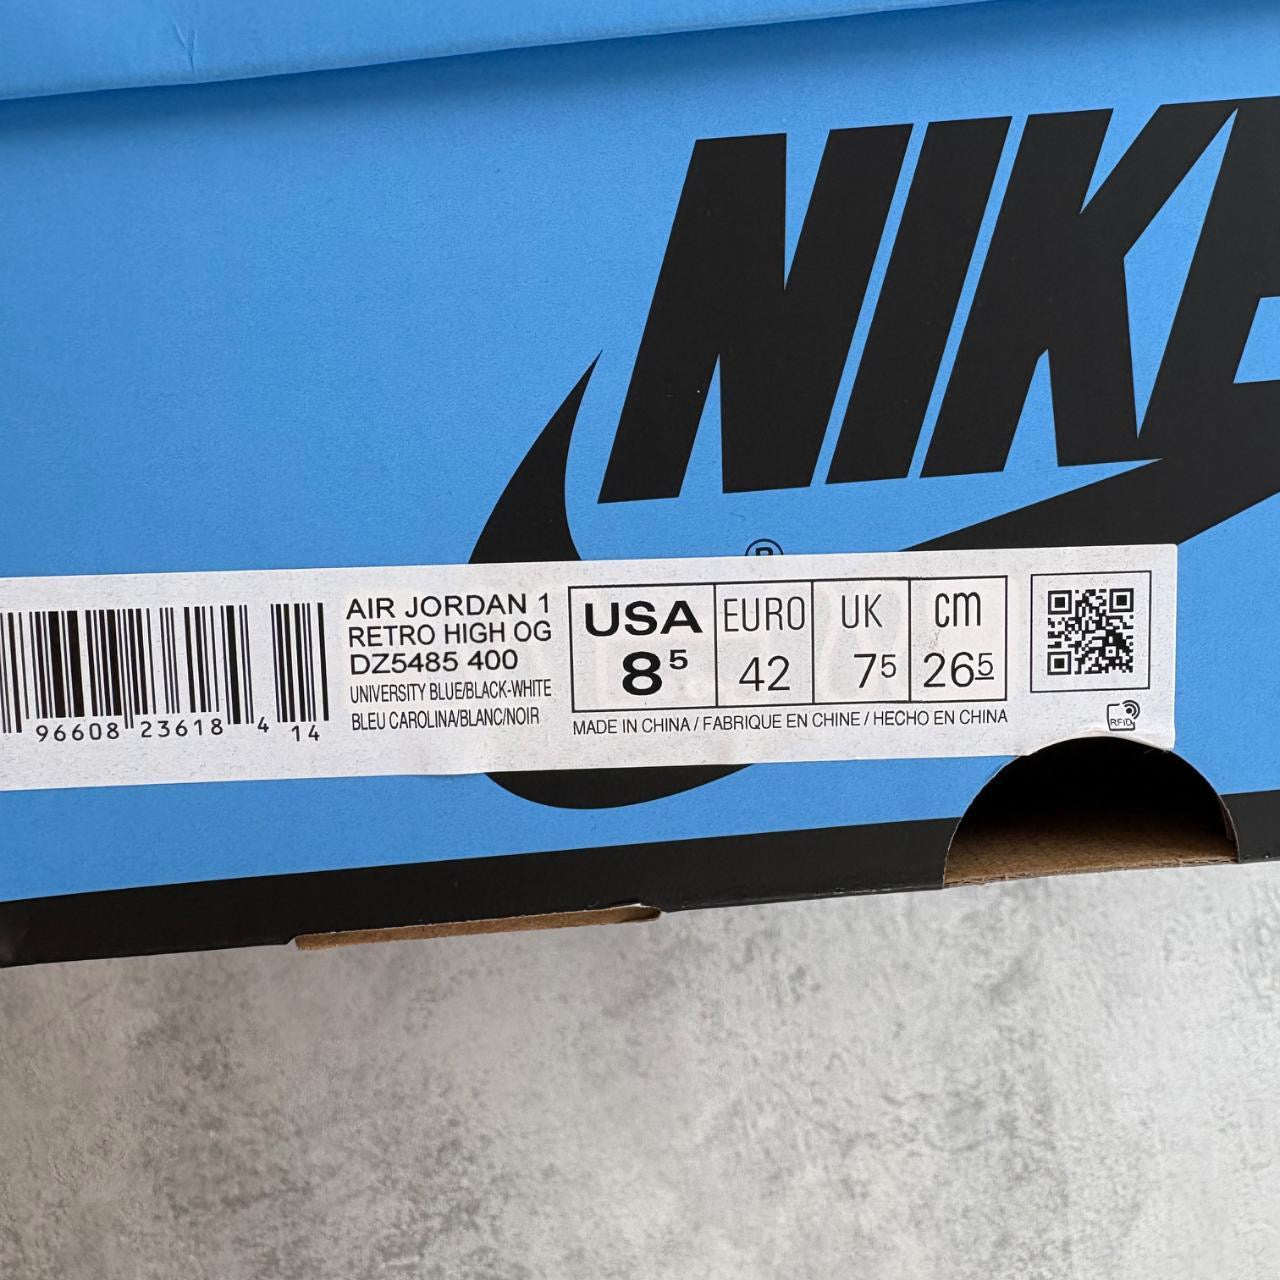 NIKE
®
AIR JORDAN 1
RETRO HIGH OG
DZ5485 400
UNIVERSITY BLUE/BLACK-WHITE
BLEU CAROLINA/BLANC/NOIR
96608 23618 4 14
USA EURO UK cm
8⁵ 42 7⁵ 26⁵
MADE IN CHINA / FABRIQUE EN CHINE / HECHO EN CHINA
RFID